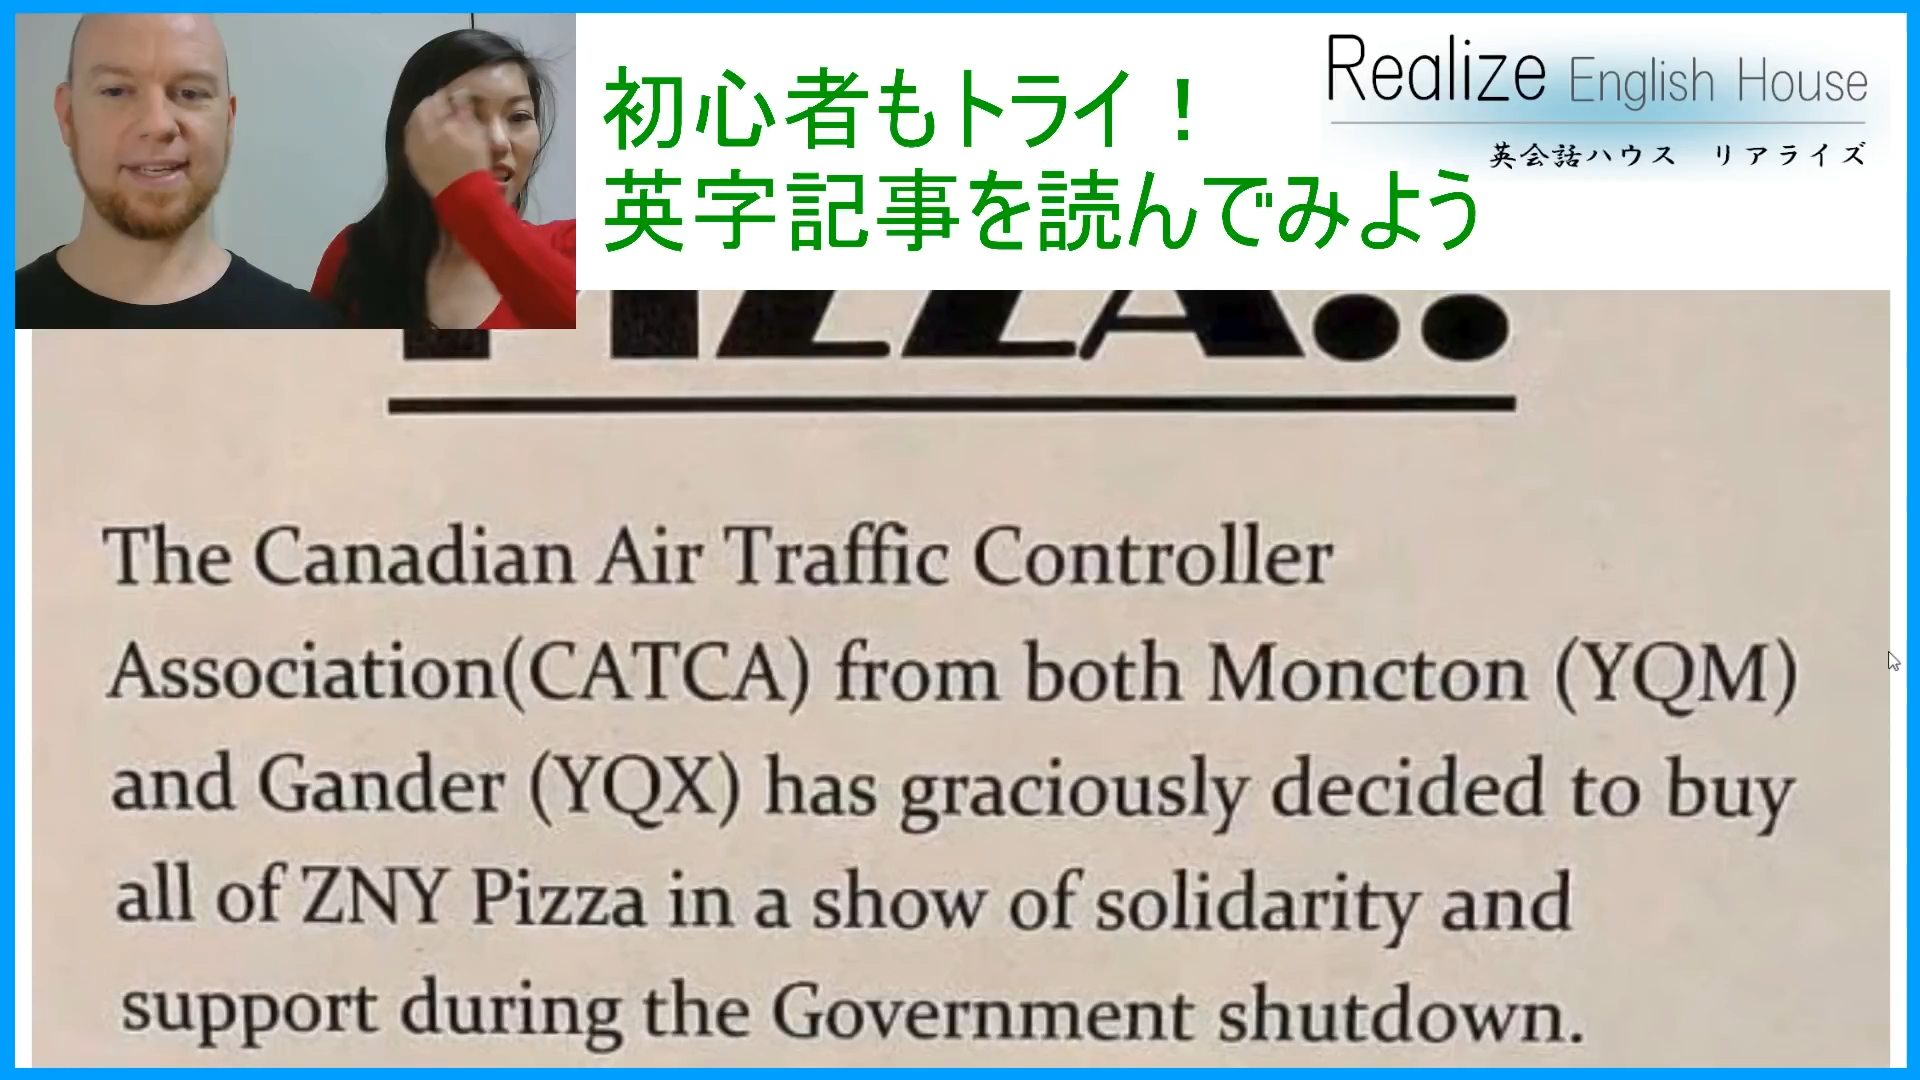 初心者もトライ！
英字記事を読んでみよう
Realize English House
英会話ハウス リアライズ
PIZZA!!
The Canadian Air Traffic Controller
Association(CATCA) from both Moncton (YQM)
and Gander (YQX) has graciously decided to buy
all of ZNY Pizza in a show of solidarity and
support during the Government shutdown.